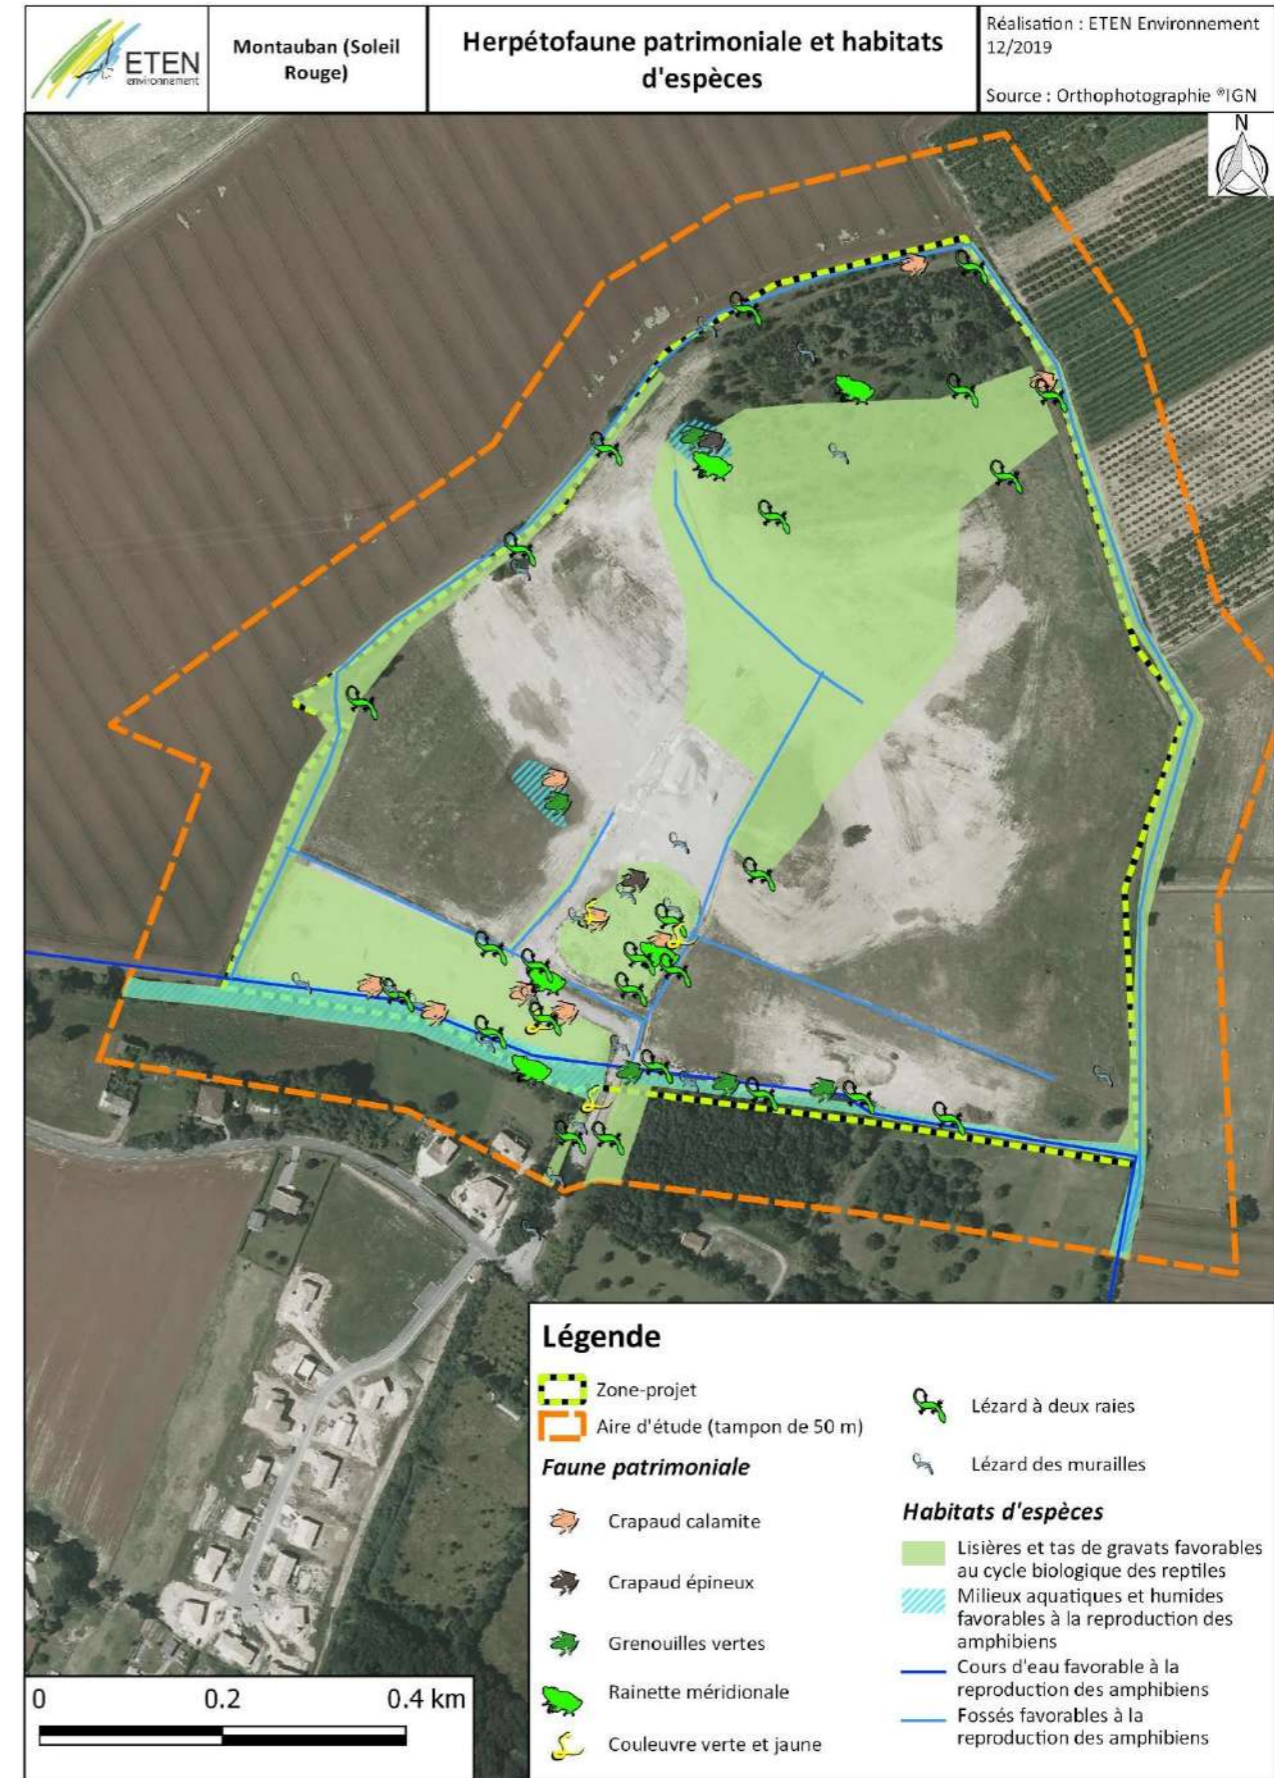 ETEN
environnement
Montauban (Soleil
Rouge)
Herpétofaune patrimoniale et habitats
d'espèces
Réalisation : ETEN Environnement
12/2019
Source : Orthophotographie ®IGN
N
Légende
Zone-projet
Aire d'étude (tampon de 50 m)
Faune patrimoniale
Crapaud calamite
Crapaud épineux
Grenouilles vertes
Rainette méridionale
Couleuvre verte et jaune
Lézard à deux raies
Lézard des murailles
Habitats d'espèces
Lisières et tas de gravats favorables
au cycle biologique des reptiles
Milieux aquatiques et humides
favorables à la reproduction des
amphibiens
Cours d'eau favorable à la
reproduction des amphibiens
Fossés favorables à la
reproduction des amphibiens
0 0.2 0.4 km